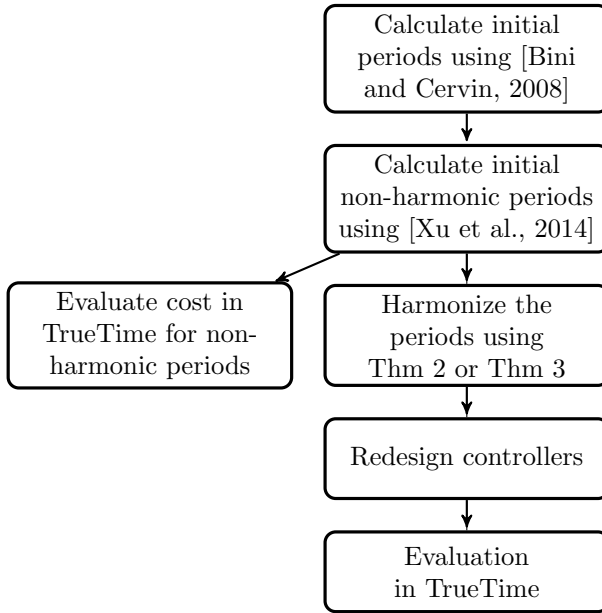 Calculate initial
periods using [Bini
and Cervin, 2008]
Calculate initial
non-harmonic periods
using [Xu et al., 2014]
Evaluate cost in
TrueTime for non-
harmonic periods
Harmonize the
periods using
Thm 2 or Thm 3
Redesign controllers
Evaluation
in TrueTime